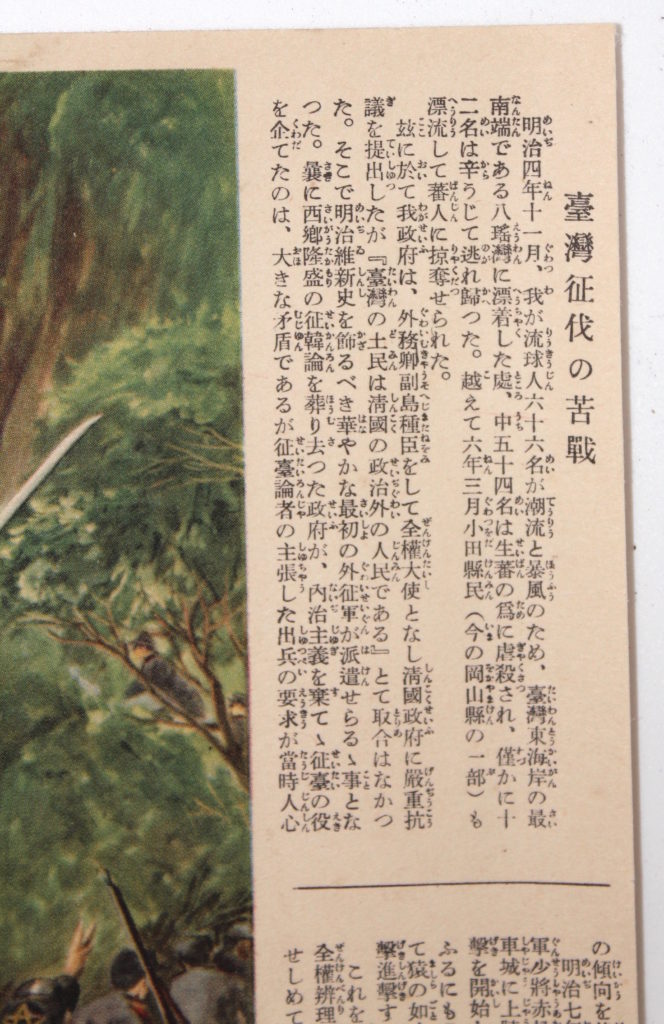 臺灣征伐の苦戰
明治四年十一月、我が流球人六十六名が潮流と暴風のため、臺灣東海岸の最
南端である八瑤灣に漂着した處、中五十四名は生蕃の爲に虐殺され、僅かに十
二名は辛うじて逃れ歸つた。越えて六年三月小田縣民（今の岡山縣の一部）も
漂流して蕃人に掠奪せられた。
玆に於て我政府は、外務卿副島種臣をして全權大使となし淸國政府に嚴重抗
議を提出したが『臺灣の土民は淸國の政治外の人民である』とて取合はなかつ
た。そこで明治維新史を飾るべき華やかな最初の外征軍が派遣せらるゝ事とな
つた。曩に西鄕隆盛の征韓論を葬り去つた政府が、內治主義を棄てゝ征臺の役
を企てたのは、大きな矛盾であるが征臺論者の主張した出兵の要求が當時人心
の傾向を
明治七
軍少將赤
車城に上
擊を開始
ふるにも
て猿の如
擊進擊す
これを
全權辨理
せしめて